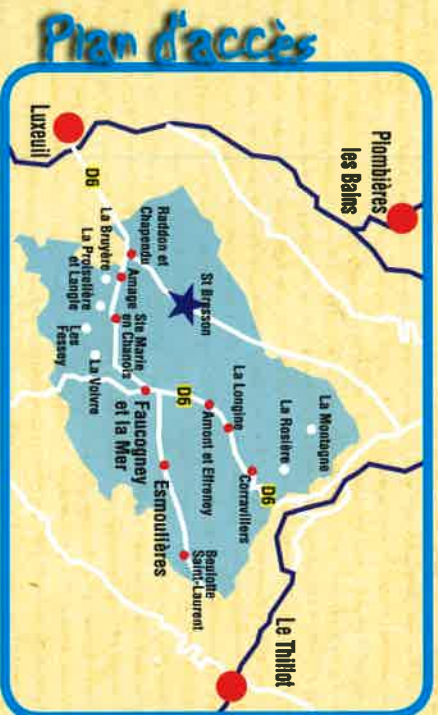 Plan d'accès
Plombières
les Bains
Luxeuil
D6
Raddon et
Chapendu
St Bresson
La Bruyère
Amage
La Proiselière
et Langle
Ste Marie
en Chanois
Les
Fessey
La Voivre
Faucogney
et la Mer
D6
Amont et Effreney
La Longine
Corravillers
La Rosière
La Montagne
D6
Esmoulières
Beulotte
Saint-Laurent
Le Thillot